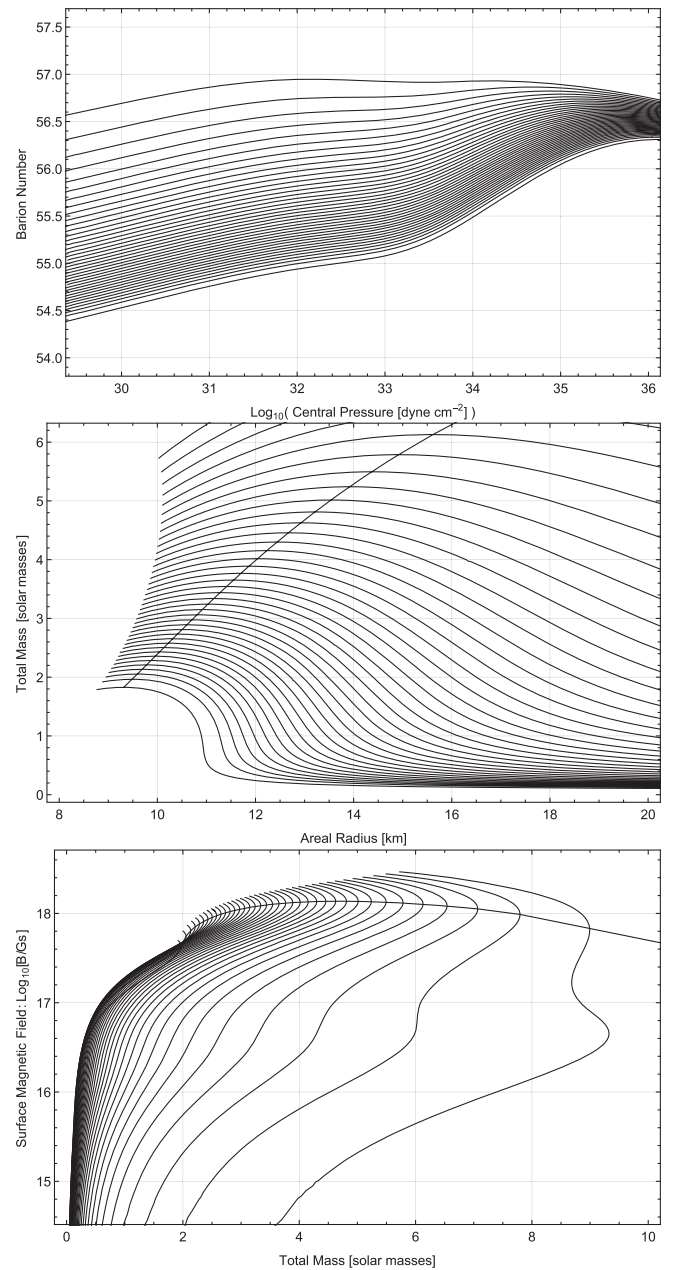 57.5
57.0
56.5
56.0
55.5
55.0
54.5
54.0
Barion Number
30 31 32 33 34 35 36
Log10( Central Pressure [dyne cm−2] )
6
5
4
3
2
1
0
Total Mass [solar masses]
8 10 12 14 16 18 20
Areal Radius [km]
18
17
16
15
Surface Magnetic Field: Log10[B/Gs]
0 2 4 6 8 10
Total Mass [solar masses]